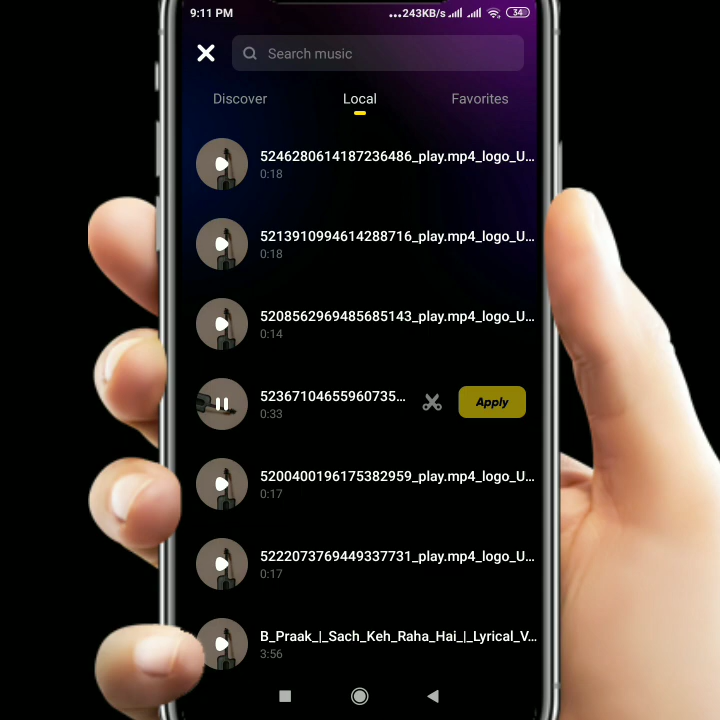 9:11 PM ...243KB/s 34
Search music
Discover Local Favorites
5246280614187236486_play.mp4_logo_U...
0:18
5213910994614288716_play.mp4_logo_U...
0:18
5208562969485685143_play.mp4_logo_U...
0:14
52367104655960735... Apply
0:33
5200400196175382959_play.mp4_logo_U...
0:17
5222073769449337731_play.mp4_logo_U...
0:17
B_Praak_|_Sach_Keh_Raha_Hai_|_Lyrical_V...
3:56